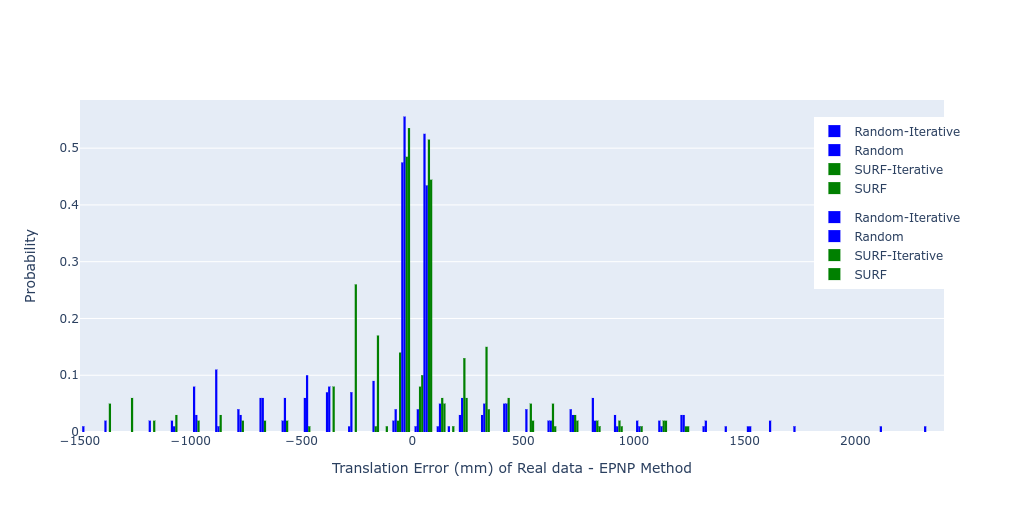 Random-Iterative
Random
SURF-Iterative
SURF
Random-Iterative
Random
SURF-Iterative
SURF
0.5
0.4
0.3
0.2
0.1
0
Probability
−1500 −1000 −500 0 500 1000 1500 2000
Translation Error (mm) of Real data - EPNP Method